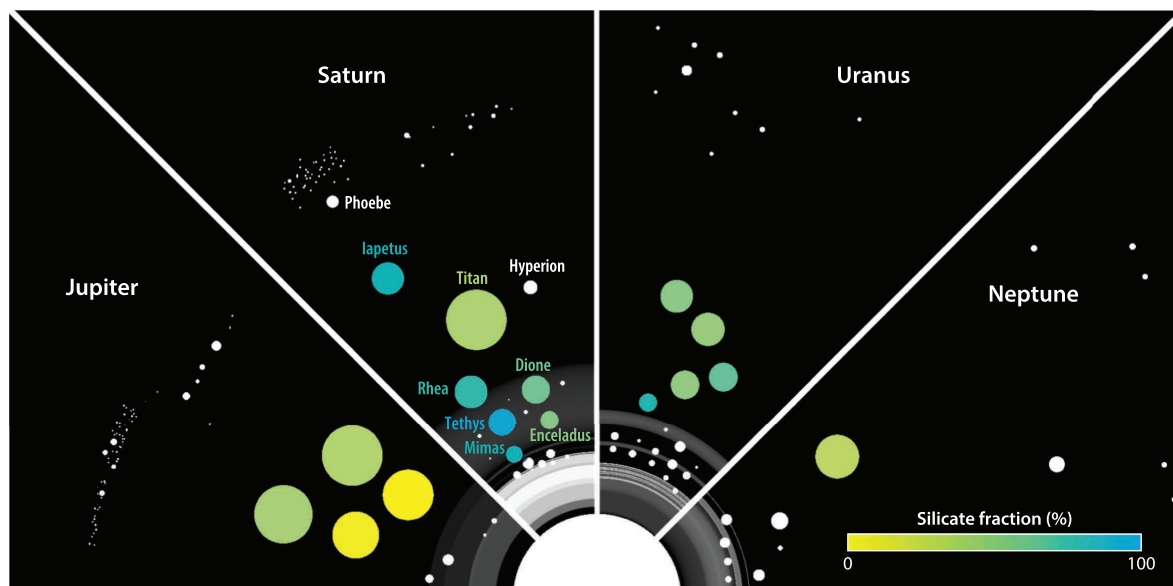 Saturn
Uranus
Phoebe
Iapetus
Titan
Hyperion
Jupiter
Neptune
Dione
Rhea
Tethys
Enceladus
Mimas
Silicate fraction (%)
0
100